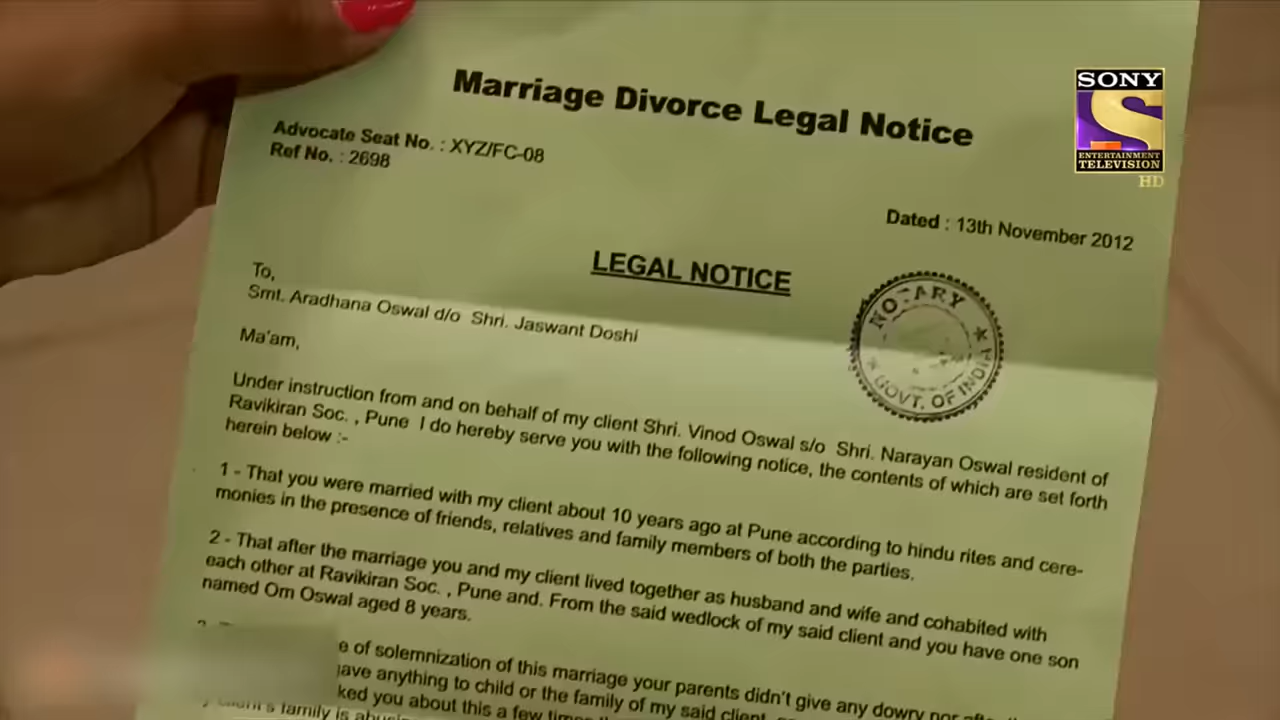 Marriage Divorce Legal Notice
SONY
ENTERTAINMENT
TELEVISION
HD
Advocate Seat No. : XYZ/FC-08
Ref No. : 2698
Dated : 13th November 2012
LEGAL NOTICE
NOTARY
GOVT. OF INDIA
To,
Smt. Aradhana Oswal d/o Shri. Jaswant Doshi
Ma'am,
Under instruction from and on behalf of my client Shri. Vinod Oswal s/o Shri. Narayan Oswal resident of
Ravikiran Soc. , Pune I do hereby serve you with the following notice, the contents of which are set forth
herein below :-
1 - That you were married with my client about 10 years ago at Pune according to hindu rites and cere-
monies in the presence of friends, relatives and family members of both the parties.
2 - That after the marriage you and my client lived together as husband and wife and cohabited with
each other at Ravikiran Soc. , Pune and. From the said wedlock of my said client and you have one son
named Om Oswal aged 8 years.
of solemnization of this marriage your parents didn't give any dowry nor
anything to child or the family of my said client,
you about this a few times
family is